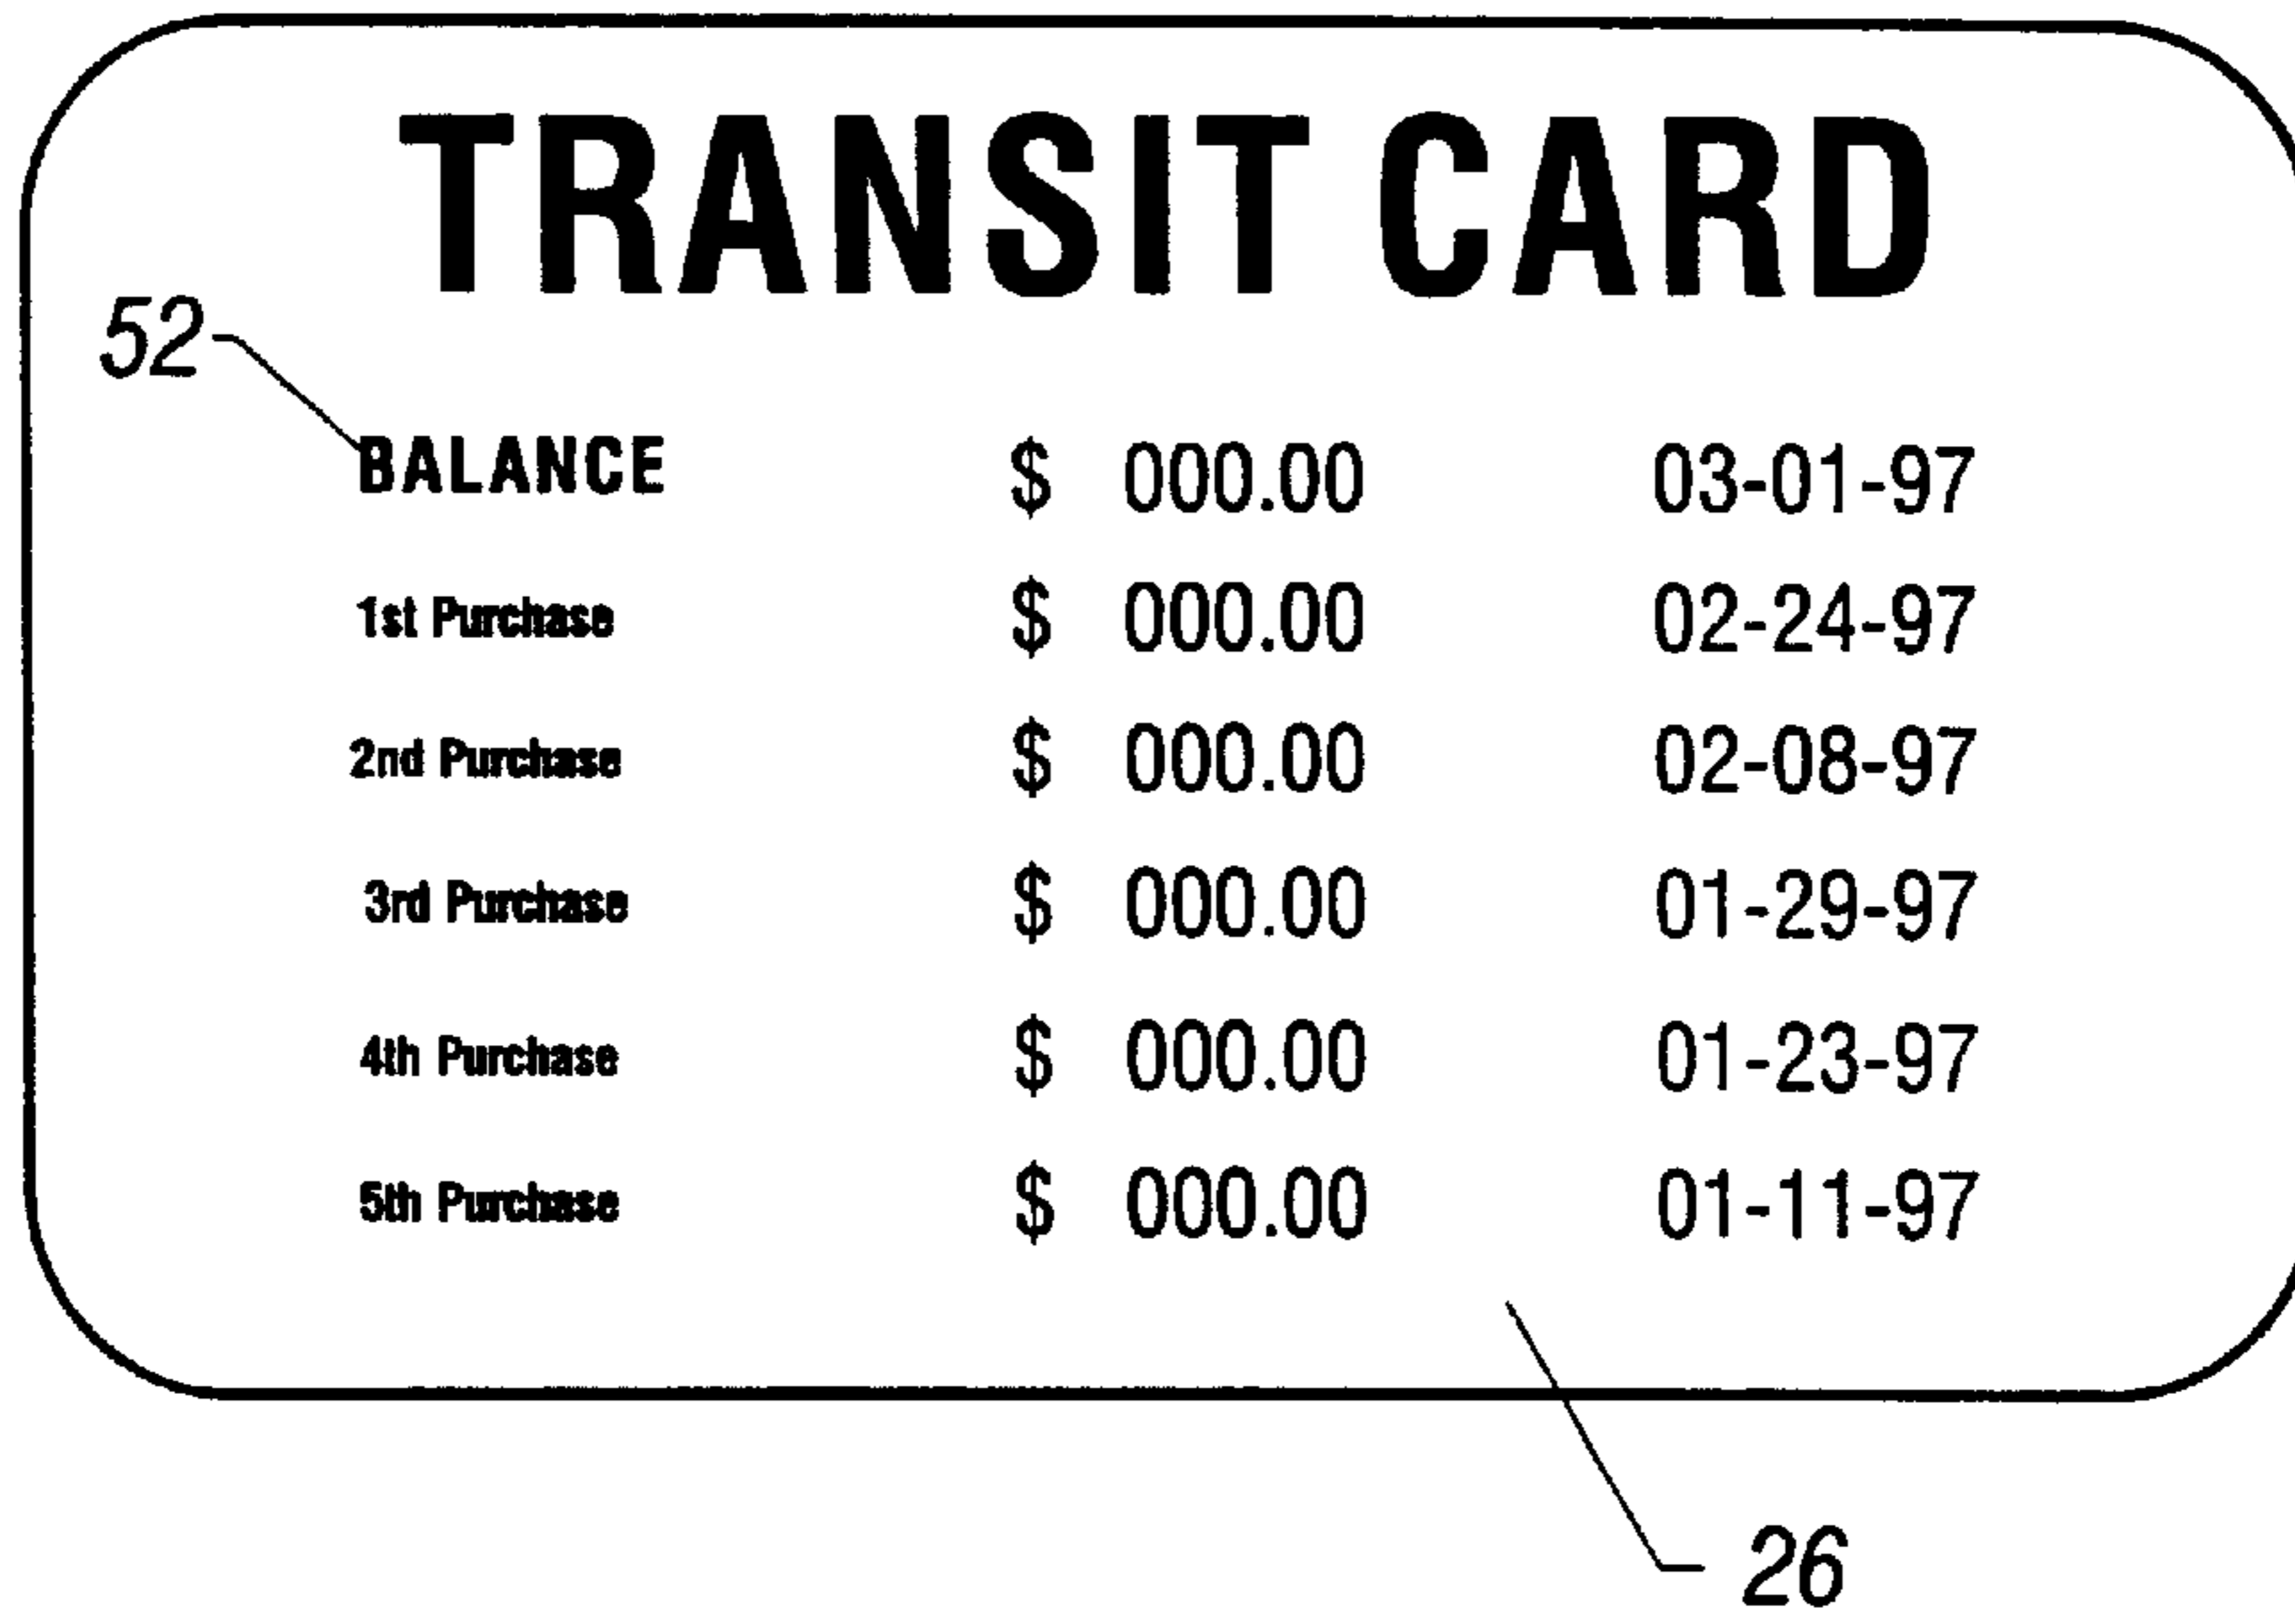 TRANSIT CARD
52
BALANCE $ 000.00 03-01-97
1st Purchase $ 000.00 02-24-97
2nd Purchase $ 000.00 02-08-97
3rd Purchase $ 000.00 01-29-97
4th Purchase $ 000.00 01-23-97
5th Purchase $ 000.00 01-11-97
26